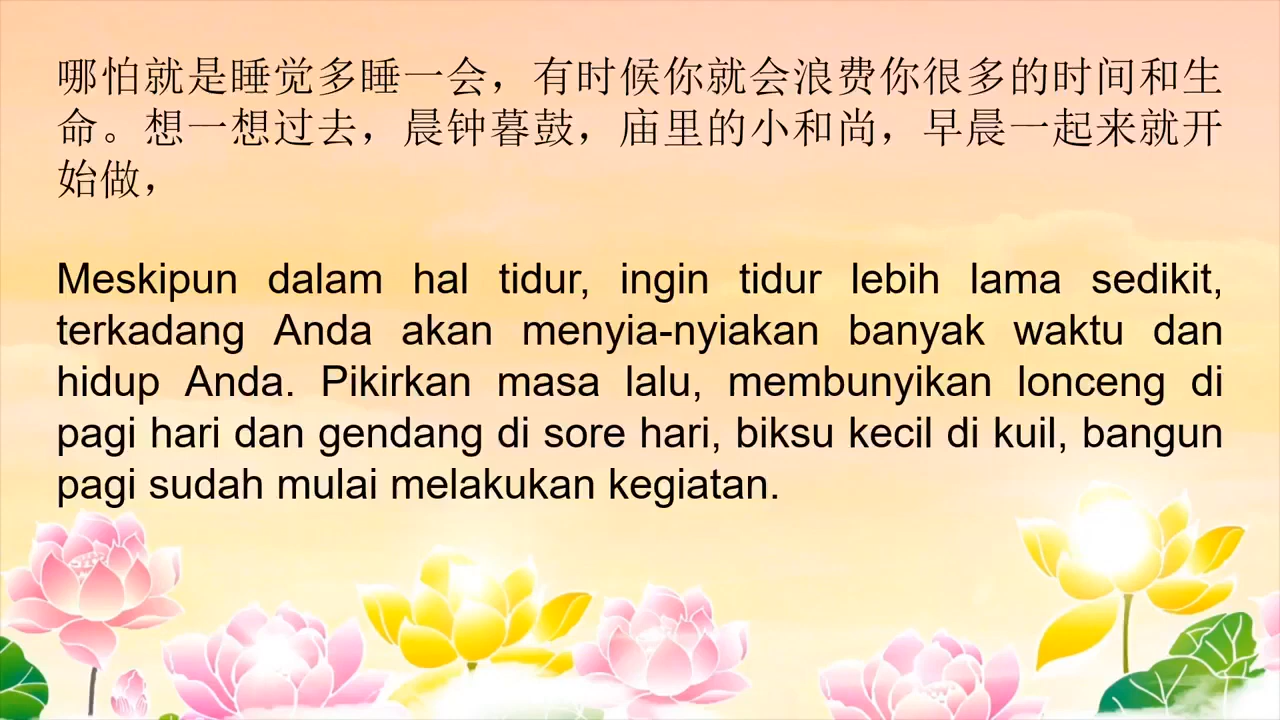 哪怕就是睡觉多睡一会，有时候你就会浪费你很多的时间和生
命。想一想过去，晨钟暮鼓，庙里的小和尚，早晨一起来就开
始做，
Meskipun dalam hal tidur, ingin tidur lebih lama sedikit,
terkadang Anda akan menyia-nyiakan banyak waktu dan
hidup Anda. Pikirkan masa lalu, membunyikan lonceng di
pagi hari dan gendang di sore hari, biksu kecil di kuil, bangun
pagi sudah mulai melakukan kegiatan.